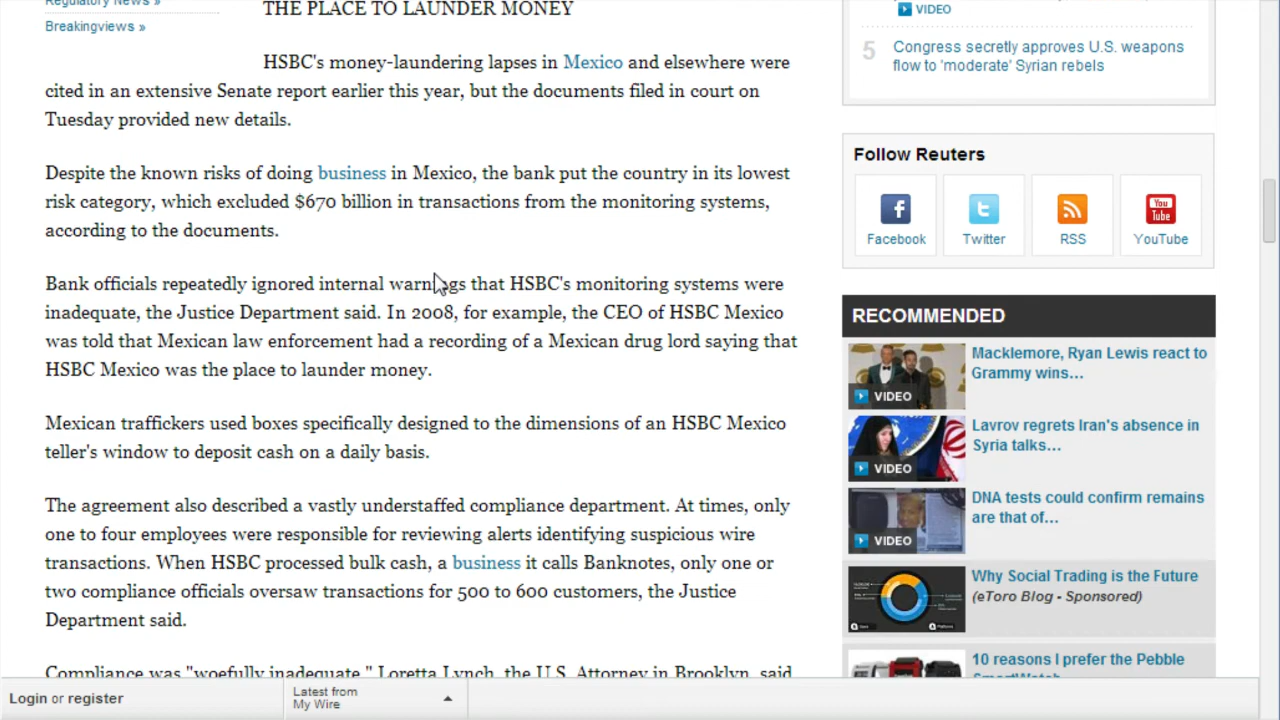 Regulatory News »
Breakingviews »
THE PLACE TO LAUNDER MONEY
HSBC's money-laundering lapses in Mexico and elsewhere were
cited in an extensive Senate report earlier this year, but the documents filed in court on
Tuesday provided new details.
Despite the known risks of doing business in Mexico, the bank put the country in its lowest
risk category, which excluded $670 billion in transactions from the monitoring systems,
according to the documents.
Bank officials repeatedly ignored internal warnings that HSBC's monitoring systems were
inadequate, the Justice Department said. In 2008, for example, the CEO of HSBC Mexico
was told that Mexican law enforcement had a recording of a Mexican drug lord saying that
HSBC Mexico was the place to launder money.
Mexican traffickers used boxes specifically designed to the dimensions of an HSBC Mexico
teller's window to deposit cash on a daily basis.
The agreement also described a vastly understaffed compliance department. At times, only
one to four employees were responsible for reviewing alerts identifying suspicious wire
transactions. When HSBC processed bulk cash, a business it calls Banknotes, only one or
two compliance officials oversaw transactions for 500 to 600 customers, the Justice
Department said.
Compliance was "woefully inadequate," Loretta Lynch, the U.S. Attorney in Brooklyn, said
VIDEO
5 Congress secretly approves U.S. weapons
flow to 'moderate' Syrian rebels
Follow Reuters
Facebook Twitter RSS YouTube
RECOMMENDED
Macklemore, Ryan Lewis react to
Grammy wins...
VIDEO
Lavrov regrets Iran's absence in
Syria talks...
VIDEO
DNA tests could confirm remains
are that of...
VIDEO
Why Social Trading is the Future
(eToro Blog - Sponsored)
10 reasons I prefer the Pebble
SmartWatch
Login or register
Latest from
My Wire